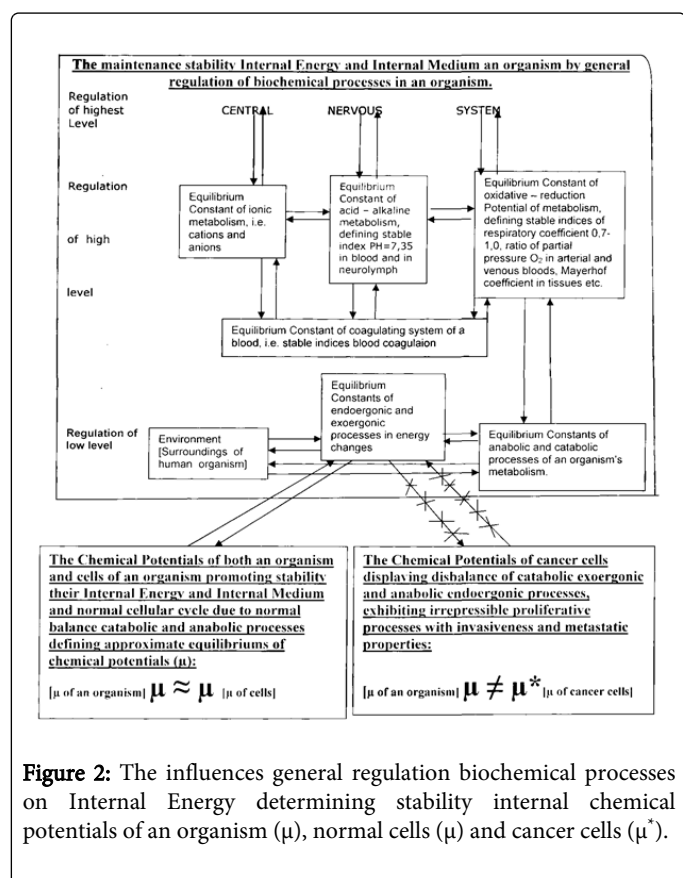 The maintenance stability Internal Energy and Internal Medium an organism by general
regulation of biochemical processes in an organism.
Regulation
of highest
Level
CENTRAL NERVOUS SYSTEM
Regulation
of high
level
Equilibrium
Constant of ionic
metabolism, i.e.
cations and
anions
Equilibrium
Constant of
acid – alkaline
metabolism,
defining stable
index PH=7,35
in blood and in
neurolymph
Equilibrium Constant of
oxidative – reduction
Potential of metabolism,
defining stable indices of
respiratory coefficient 0,7-
1,0, ratio of partial
pressure O₂ in arterial and
venous bloods, Mayerhof
coefficient in tissues etc.
Equilibrium Constant of coagulating system of a
blood, i.e. stable indices blood coagulaion
Regulation of
low level
Environment
[Surroundings of
human organism]
Equilibrium
Constants of
endoergonic and
exoergonic
processes in energy
changes
Equilibrium Constants of
anabolic and catabolic
processes of an organism's
metabolism.
The Chemical Potentials of both an organism
and cells of an organism promoting stability
their Internal Energy and Internal Medium
and normal cellular cycle due to normal
balance catabolic and anabolic processes
defining approximate equilibriums of
chemical potentials (μ):
[μ of an organism] μ ≈ μ [μ of cells]
The Chemical Potentials of cancer cells
displaying disbalance of catabolic exoergonic
and anabolic endoergonic processes,
exhibiting irrepressible proliferative
processes with invasiveness and metastatic
properties:
[μ of an organism] μ ≠ μ* [μ of cancer cells]
Figure 2: The influences general regulation biochemical processes
on Internal Energy determining stability internal chemical
potentials of an organism (μ), normal cells (μ) and cancer cells (μ*).